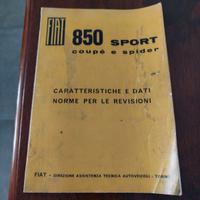 FIAT 850 SPORT
coupé e spider
CARATTERISTICHE E DATI
NORME PER LE REVISIONI
FIAT - DIREZIONE ASSISTENZA TECNICA AUTOVEICOLI - TORINO